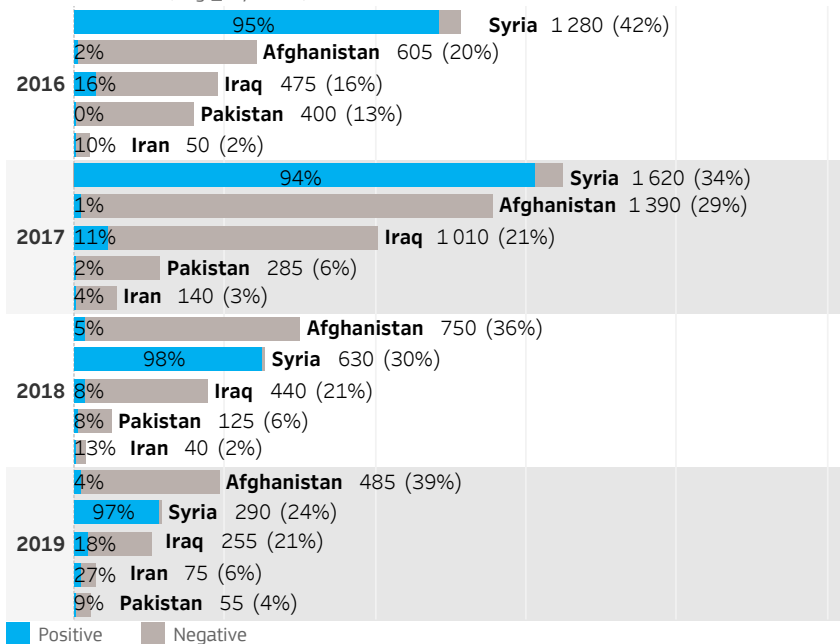 95% Syria 1 280 (42%)
2% Afghanistan 605 (20%)
2016 16% Iraq 475 (16%)
0% Pakistan 400 (13%)
10% Iran 50 (2%)
94% Syria 1 620 (34%)
1% Afghanistan 1 390 (29%)
2017 11% Iraq 1 010 (21%)
2% Pakistan 285 (6%)
4% Iran 140 (3%)
5% Afghanistan 750 (36%)
98% Syria 630 (30%)
2018 8% Iraq 440 (21%)
8% Pakistan 125 (6%)
13% Iran 40 (2%)
4% Afghanistan 485 (39%)
97% Syria 290 (24%)
2019 18% Iraq 255 (21%)
27% Iran 75 (6%)
9% Pakistan 55 (4%)
Positive Negative